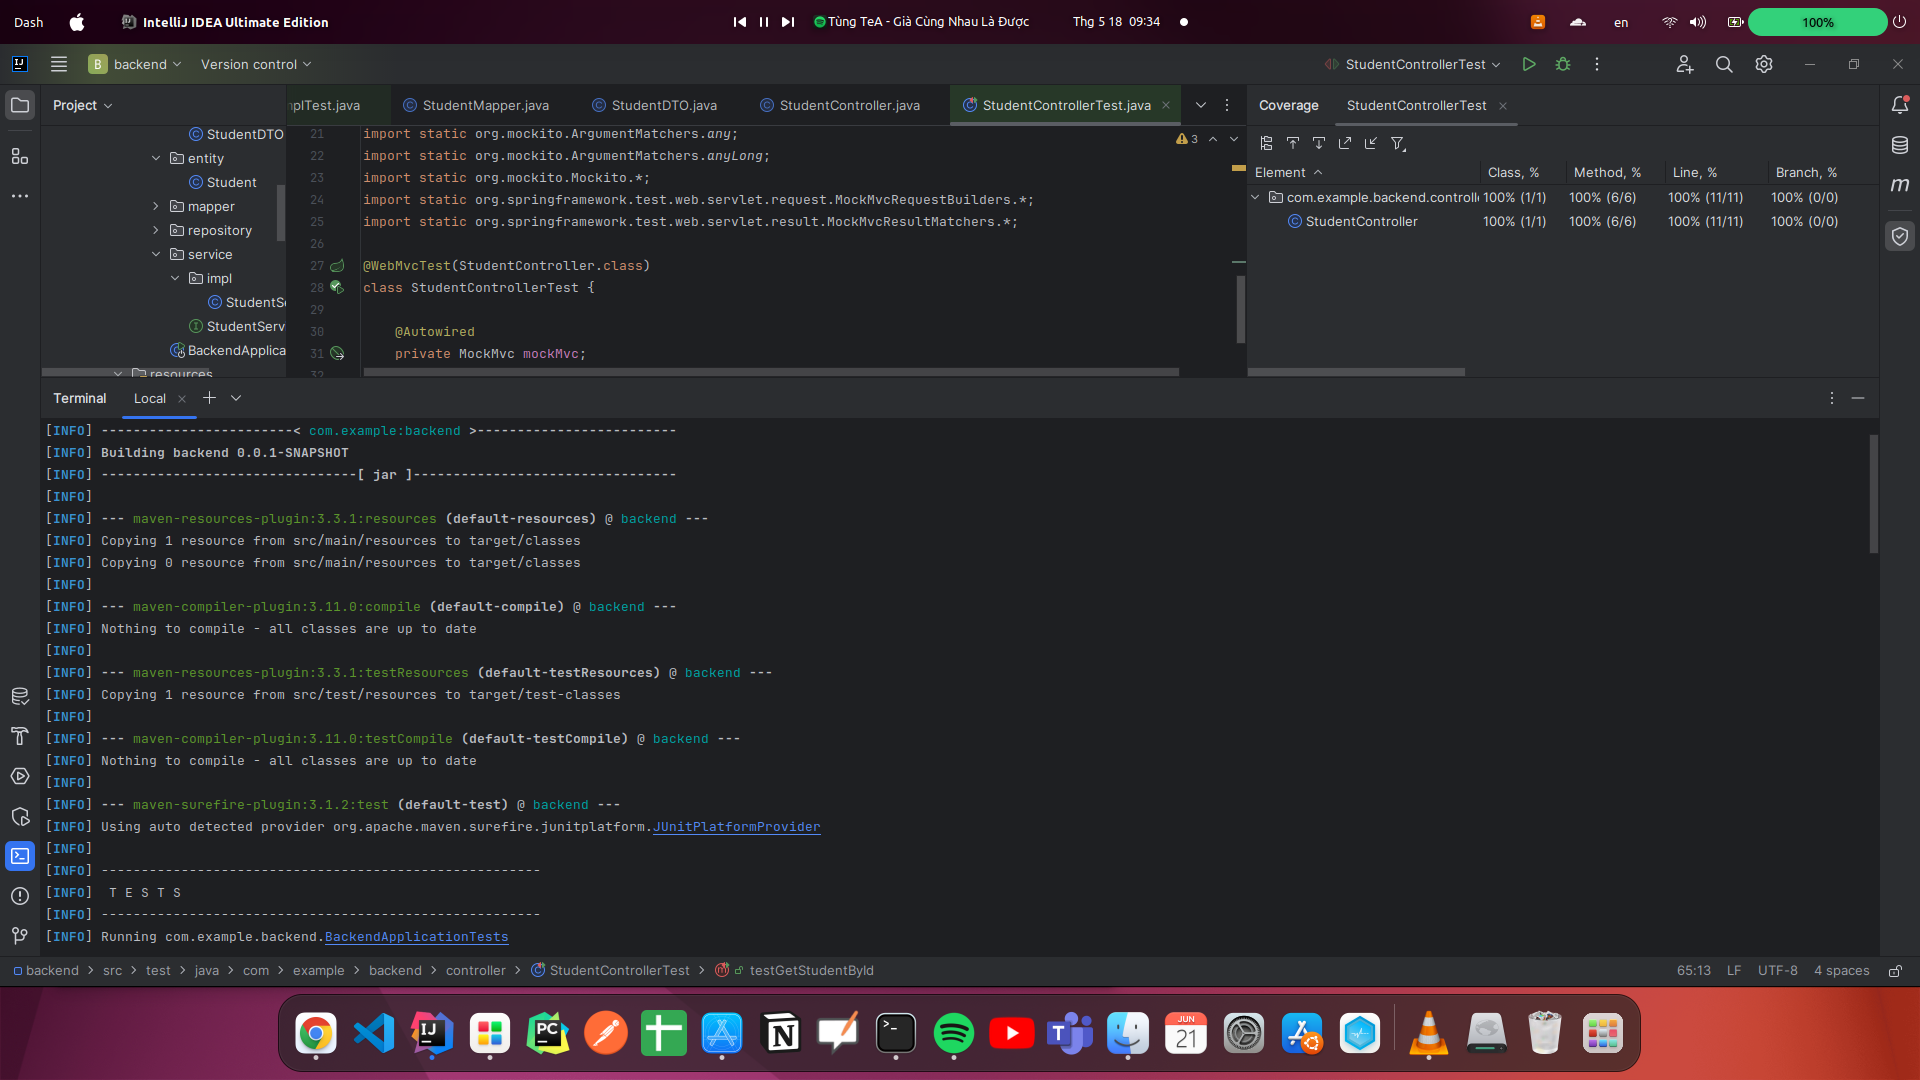 Dash
IntelliJ IDEA Ultimate Edition
Tùng TeA - Già Cùng Nhau Là Được
Thg 5 18 09:34
en
100%
IJ
B backend
Version control
StudentControllerTest
Project
mplTest.java
StudentMapper.java
StudentDTO.java
StudentController.java
StudentControllerTest.java
Coverage
StudentControllerTest
StudentDTO
entity
Student
mapper
repository
service
impl
StudentSe
StudentServ
BackendApplica
resources
21 import static org.mockito.ArgumentMatchers.any;
22 import static org.mockito.ArgumentMatchers.anyLong;
23 import static org.mockito.Mockito.*;
24 import static org.springframework.test.web.servlet.request.MockMvcRequestBuilders.*;
25 import static org.springframework.test.web.servlet.result.MockMvcResultMatchers.*;
26
27 @WebMvcTest(StudentController.class)
28 class StudentControllerTest {
29
30 @Autowired
31 private MockMvc mockMvc;
32
3
Element Class, % Method, % Line, % Branch, %
com.example.backend.controlle 100% (1/1) 100% (6/6) 100% (11/11) 100% (0/0)
StudentController 100% (1/1) 100% (6/6) 100% (11/11) 100% (0/0)
Terminal
Local
[INFO] ------------------------< com.example:backend >-------------------------
[INFO] Building backend 0.0.1-SNAPSHOT
[INFO] --------------------------------[ jar ]---------------------------------
[INFO]
[INFO] --- maven-resources-plugin:3.3.1:resources (default-resources) @ backend ---
[INFO] Copying 1 resource from src/main/resources to target/classes
[INFO] Copying 0 resource from src/main/resources to target/classes
[INFO]
[INFO] --- maven-compiler-plugin:3.11.0:compile (default-compile) @ backend ---
[INFO] Nothing to compile - all classes are up to date
[INFO]
[INFO] --- maven-resources-plugin:3.3.1:testResources (default-testResources) @ backend ---
[INFO] Copying 1 resource from src/test/resources to target/test-classes
[INFO]
[INFO] --- maven-compiler-plugin:3.11.0:testCompile (default-testCompile) @ backend ---
[INFO] Nothing to compile - all classes are up to date
[INFO]
[INFO] --- maven-surefire-plugin:3.1.2:test (default-test) @ backend ---
[INFO] Using auto detected provider org.apache.maven.surefire.junitplatform.JUnitPlatformProvider
[INFO]
[INFO] -------------------------------------------------------
[INFO]  T E S T S
[INFO] -------------------------------------------------------
[INFO] Running com.example.backend.BackendApplicationTests
backend > src > test > java > com > example > backend > controller > StudentControllerTest > testGetStudentById
65:13 LF UTF-8 4 spaces
IJ
PC
N
JUN
21